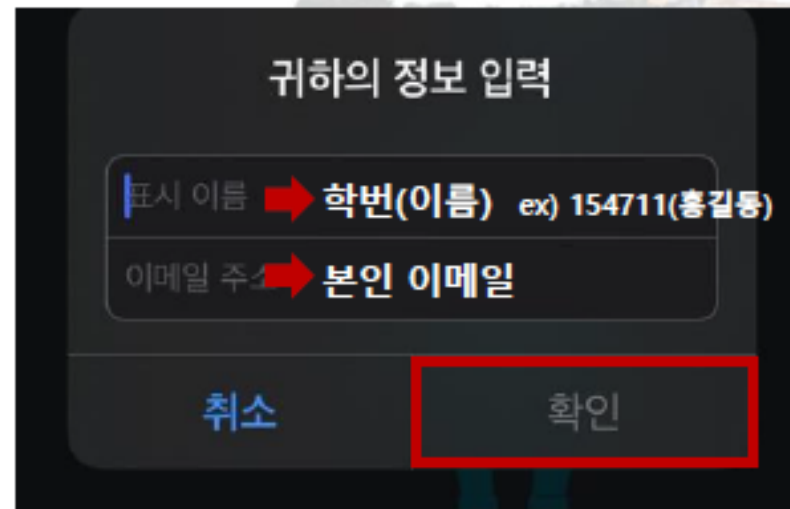 귀하의 정보 입력
표시 이름 학번(이름) ex) 154711(홍길동)
이메일 주소 본인 이메일
취소 확인